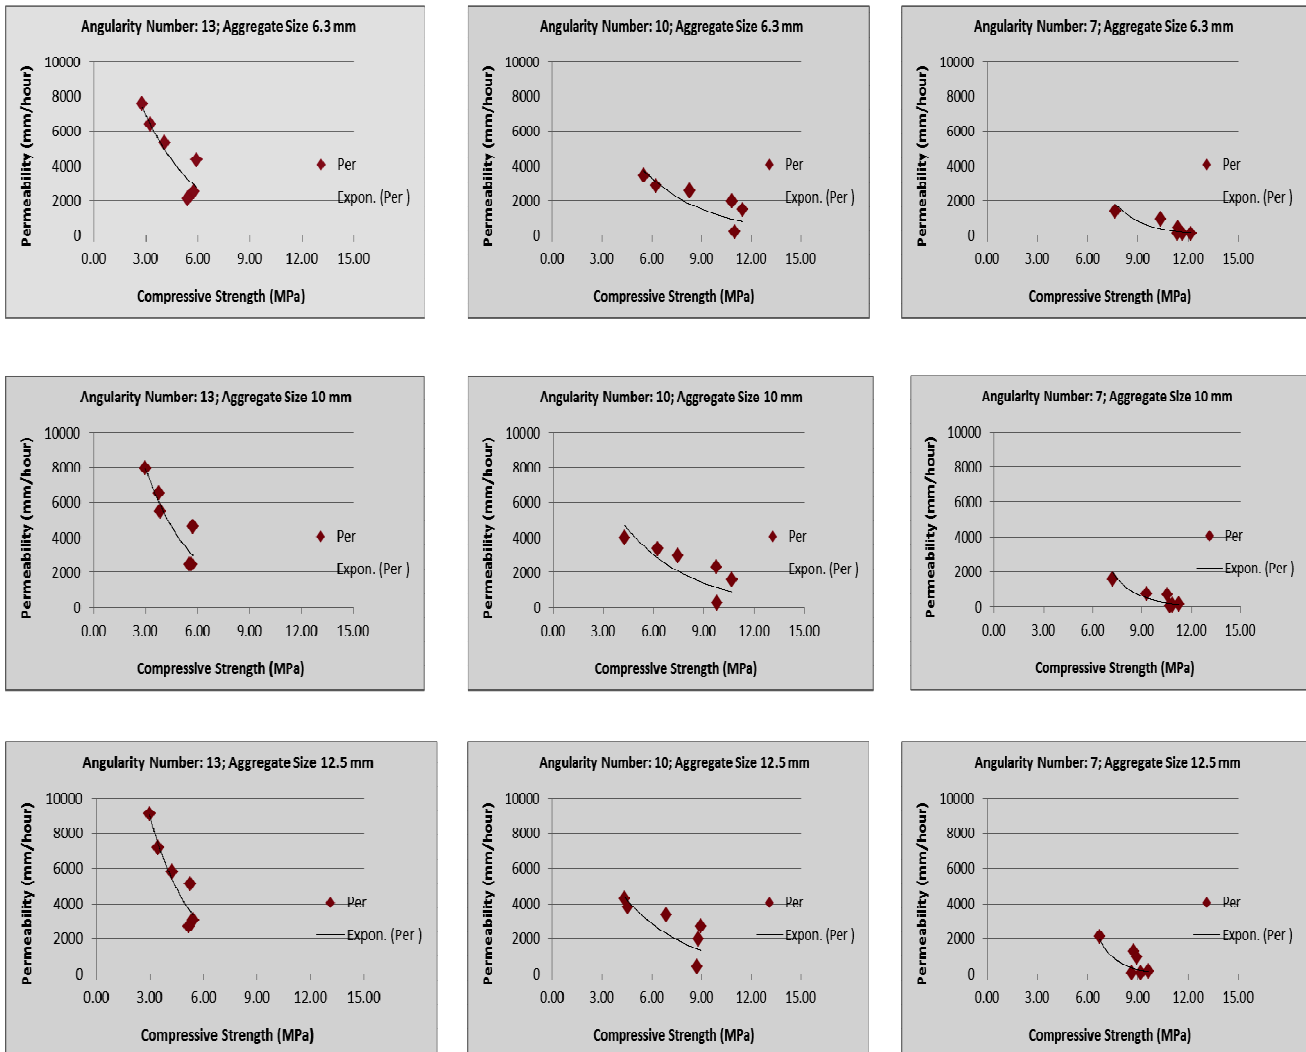 Angularity Number: 13; Aggregate Size 6.3 mm
Permeability (mm/hour)
10000
8000
6000
4000
2000
0
0.00 3.00 6.00 9.00 12.00 15.00
Compressive Strength (MPa)
Per
Expon. (Per )
Angularity Number: 10; Aggregate Size 6.3 mm
Permeability (mm/hour)
10000
8000
6000
4000
2000
0
0.00 3.00 6.00 9.00 12.00 15.00
Compressive Strength (MPa)
Per
Expon. (Per )
Angularity Number: 7; Aggregate Size 6.3 mm
Permeability (mm/hour)
10000
8000
6000
4000
2000
0
0.00 3.00 6.00 9.00 12.00 15.00
Compressive Strength (MPa)
Per
Expon. (Per )
Angularity Number: 13; Aggregate Size 10 mm
Permeability (mm/hour)
10000
8000
6000
4000
2000
0
0.00 3.00 6.00 9.00 12.00 15.00
Compressive Strength (MPa)
Per
Expon. (Per )
Angularity Number: 10; Aggregate Size 10 mm
Permeability (mm/hour)
10000
8000
6000
4000
2000
0
0.00 3.00 6.00 9.00 12.00 15.00
Compressive Strength (MPa)
Per
Expon. (Per )
Angularity Number: 7; Aggregate Size 10 mm
Permeability (mm/hour)
10000
8000
6000
4000
2000
0
0.00 3.00 6.00 9.00 12.00 15.00
Compressive Strength (MPa)
Per
Expon. (Per )
Angularity Number: 13; Aggregate Size 12.5 mm
Permeability (mm/hour)
10000
8000
6000
4000
2000
0
0.00 3.00 6.00 9.00 12.00 15.00
Compressive Strength (MPa)
Per
Expon. (Per )
Angularity Number: 10; Aggregate Size 12.5 mm
Permeability (mm/hour)
10000
8000
6000
4000
2000
0
0.00 3.00 6.00 9.00 12.00 15.00
Compressive Strength (MPa)
Per
Expon. (Per )
Angularity Number: 7; Aggregate Size 12.5 mm
Permeability (mm/hour)
10000
8000
6000
4000
2000
0
0.00 3.00 6.00 9.00 12.00 15.00
Compressive Strength (MPa)
Per
Expon. (Per )